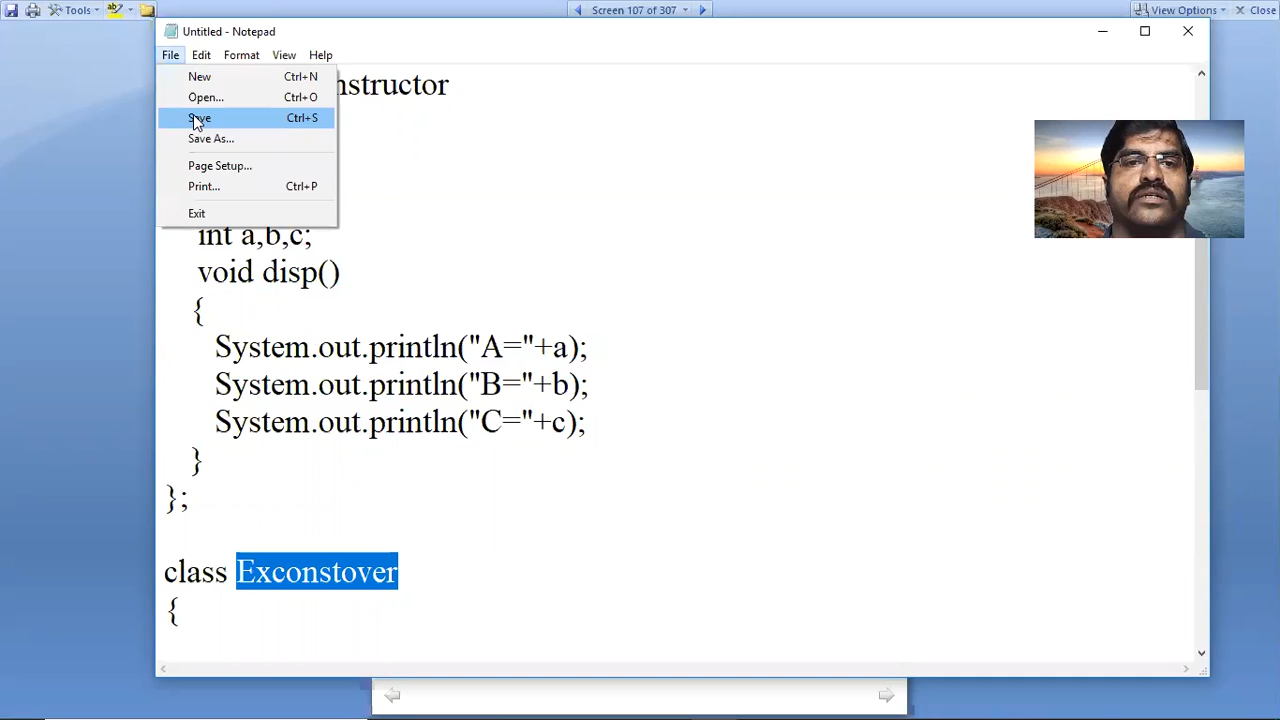 Tools
Screen 107 of 307
View Options
Close
Untitled - Notepad
File Edit Format View Help
New Ctrl+N
Open... Ctrl+O
Save Ctrl+S
Save As...
Page Setup...
Print... Ctrl+P
Exit
nstructor
int a,b,c;
void disp()
{
System.out.println("A="+a);
System.out.println("B="+b);
System.out.println("C="+c);
}
};
class Exconstover
{